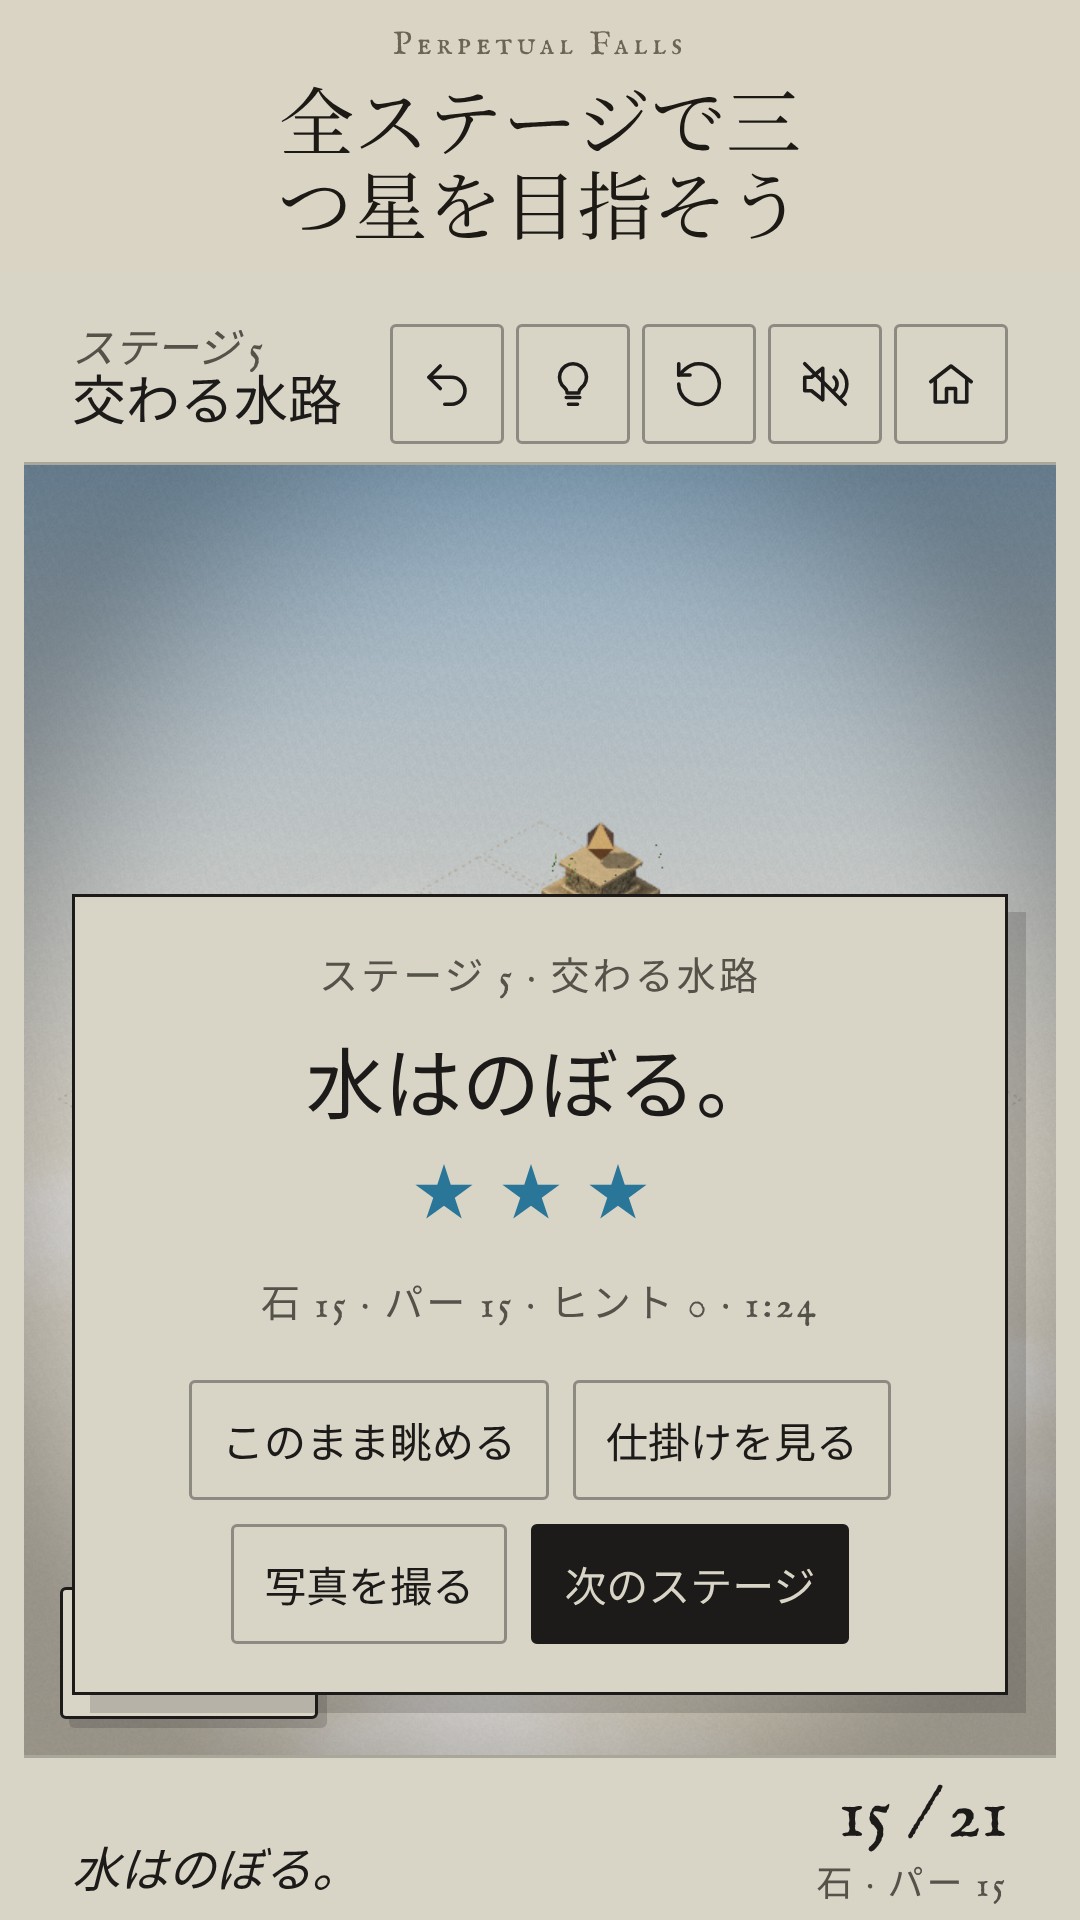 Perpetual Falls
全ステージで三
つ星を目指そう
ステージ 5
交わる水路
ステージ 5 · 交わる水路
水はのぼる。
★ ★ ★
石 15 · パー 15 · ヒント 0 · 1:24
このまま眺める
仕掛けを見る
写真を撮る
次のステージ
15 / 21
水はのぼる。
石 · パー 15